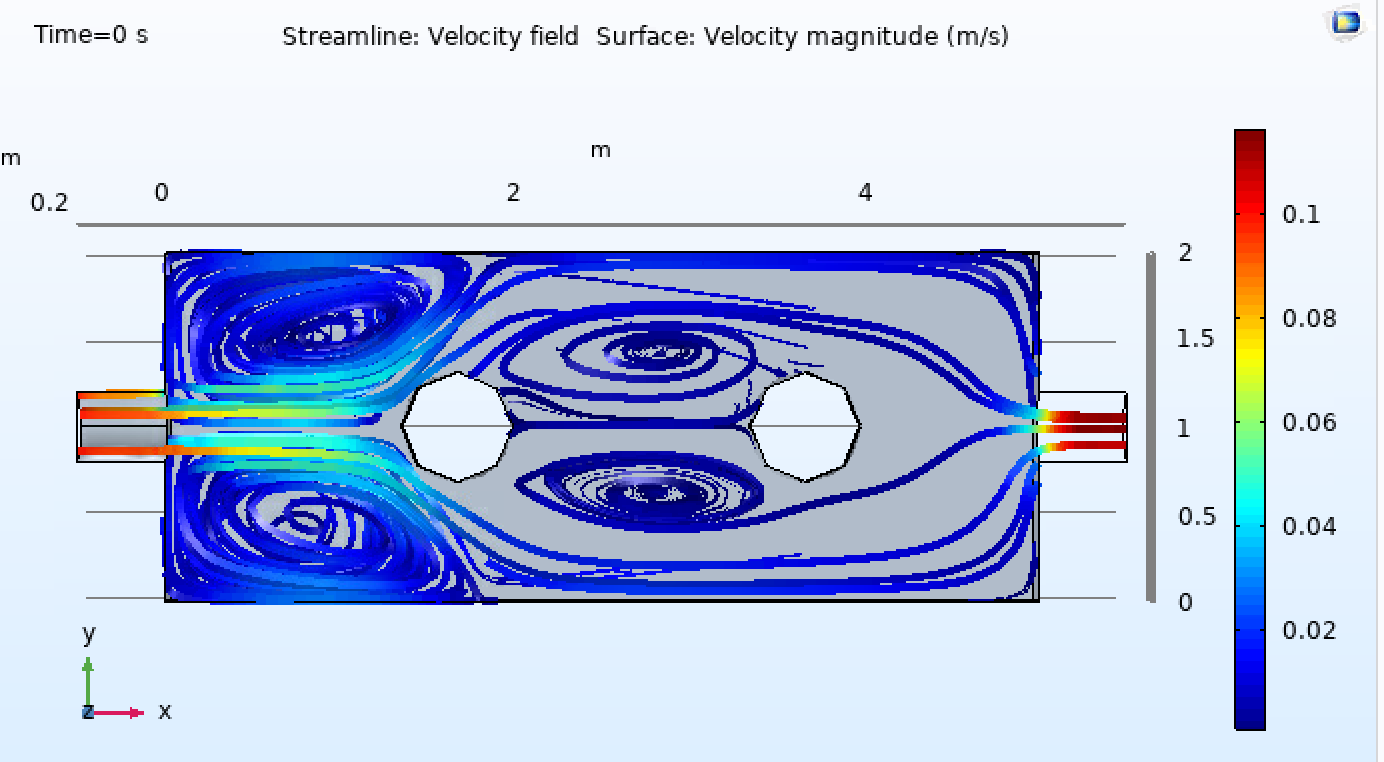 Time=0 s Streamline: Velocity field Surface: Velocity magnitude (m/s)
m
m
0.2 0 2 4
2
1.5
1
0.5
0
0.1
0.08
0.06
0.04
0.02
y
z x